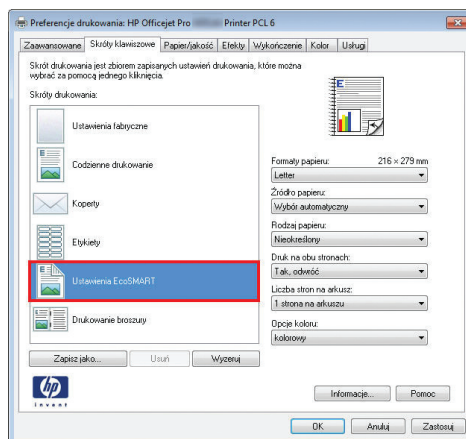 Preferencje drukowania: HP Officejet Pro Printer PCL 6
Zaawansowane Skróty klawiszowe Papier/jakość Efekty Wykończenie Kolor Usługi
Skrót drukowania jest zbiorem zapisanych ustawień drukowania, które można
wybrać za pomocą jednego kliknięcia.
Skróty drukowania:
Ustawienia fabryczne
Codzienne drukowanie
Koperty
Etykiety
Ustawienia EcoSMART
Drukowanie broszury
Zapisz jako...
Usuń
Wyzeruj
E
Formaty papieru: 216 × 279 mm
Letter
Źródło papieru:
Wybór automatyczny
Rodzaj papieru:
Nieokreślony
Druk na obu stronach:
Tak, odwróć
Liczba stron na arkusz:
1 strona na arkuszu
Opcje koloru:
kolorowy
hp
invent
Informacje...
Pomoc
OK
Anuluj
Zastosuj